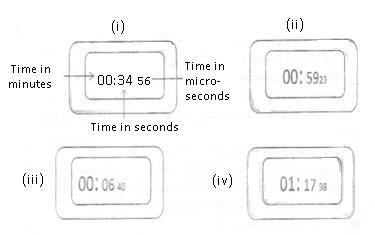 (i)
(ii)
Time in
minutes
00:34 56
Time in
micro-
seconds
Time in seconds
00: 59 23
(iii)
00: 06 40
(iv)
01: 17 98